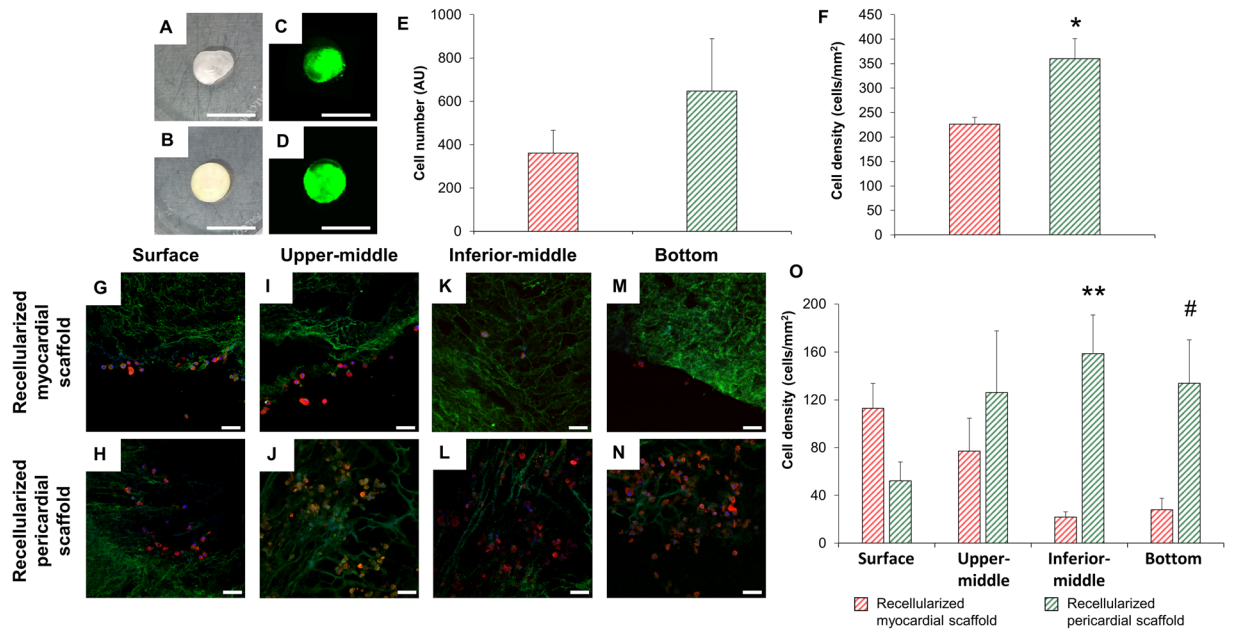 A
C
B
D
E
Cell number (AU)
1000
800
600
400
200
0
F
Cell density (cells/mm²)
450
400
350
300
250
200
150
100
50
0
*
Surface
Upper-middle
Inferior-middle
Bottom
Recellularized
myocardial
scaffold
G
I
K
M
Recellularized
pericardial
scaffold
H
J
L
N
O
Cell density (cells/mm²)
200
160
120
80
40
0
**
#
Surface
Upper-
middle
Inferior-
middle
Bottom
Recellularized
myocardial scaffold
Recellularized
pericardial scaffold